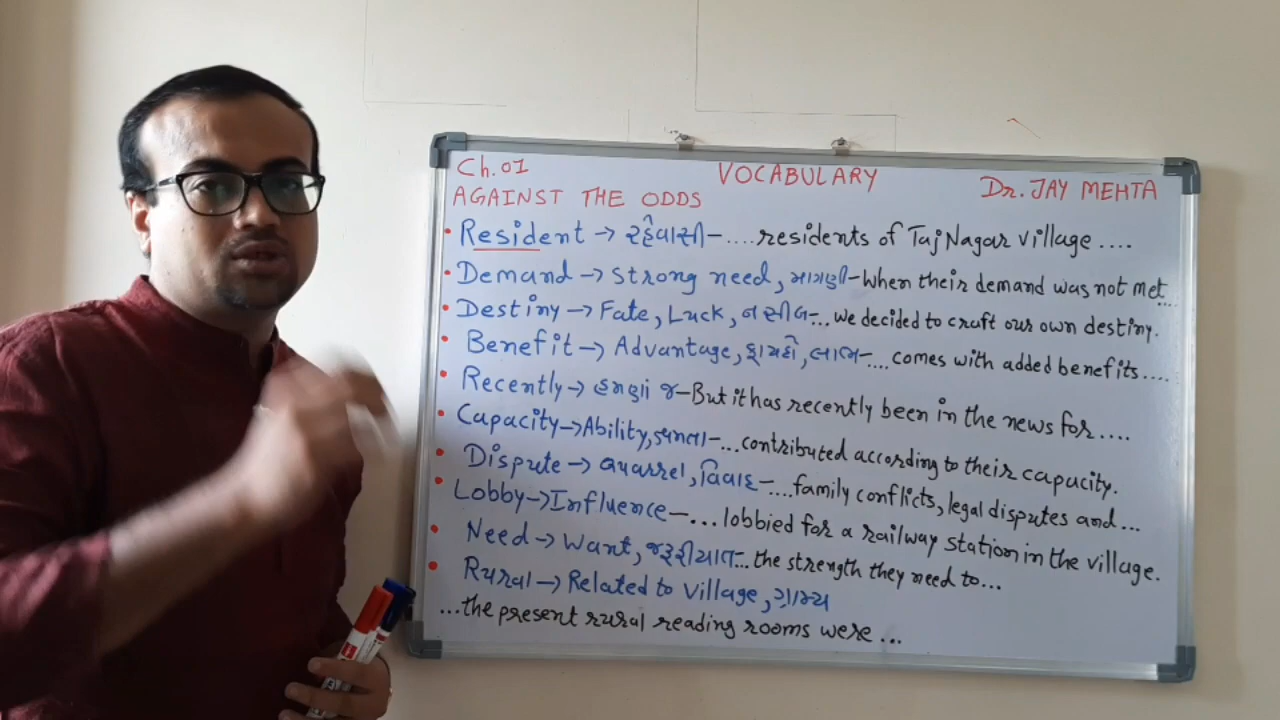 Ch.01
VOCABULARY
Dr. JAY MEHTA
AGAINST THE ODDS
• Resident → રહેવાસી - ....residents of TajNagar village ....
• Demand → strong need, માગણી - When their demand was not met....
• Destiny → Fate, Luck, નસીબ - ... we decided to craft our own destiny.
• Benefit → Advantage, ફાયદો, લાભ - .... comes with added benefits....
• Recently → હમણાં જ - But it has recently been in the news for....
• Capacity → Ability, ક્ષમતા - ...contributed according to their capacity.
• Dispute → Quarrel, વિવાદ - ....family conflicts, legal disputes and...
• Lobby → Influence - ... lobbied for a railway station in the village.
• Need → Want, જરૂરીયાત - ... the strength they need to...
• Rural → Related to village, ગ્રામ્ય
...the present rural reading rooms were ...